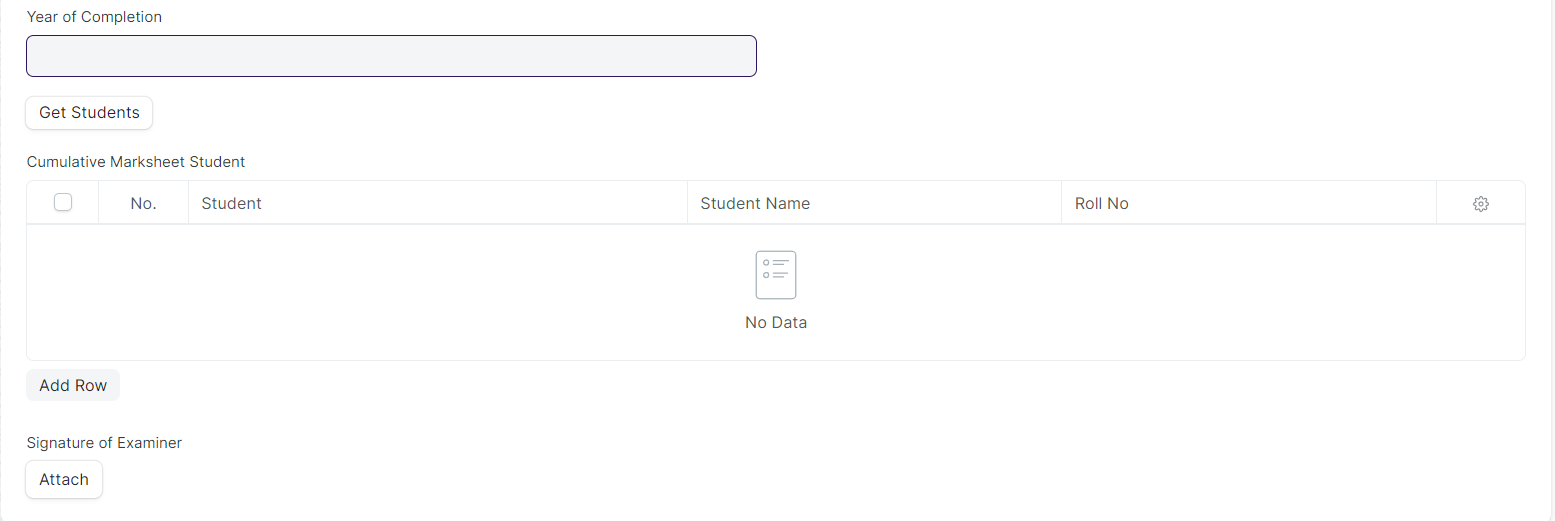 Year of Completion
Get Students
Cumulative Marksheet Student
No. Student Student Name Roll No
No Data
Add Row
Signature of Examiner
Attach